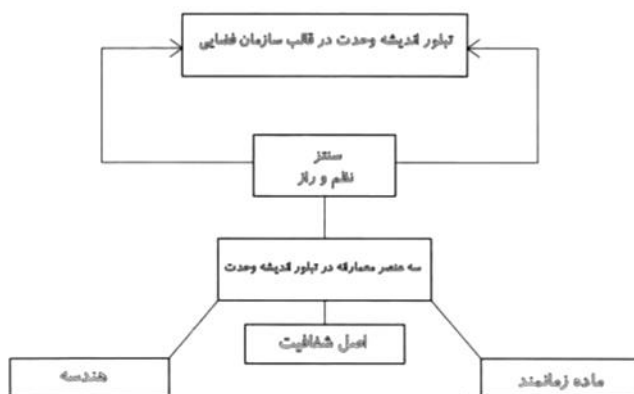 تبلور اندیشه وحدت در قالب سازمان فضایی
سنتز
نظم و راز
سه عنصر معمارانه در تبلور اندیشه وحدت
اصل شفافیت
ماده زمانمند
هندسه